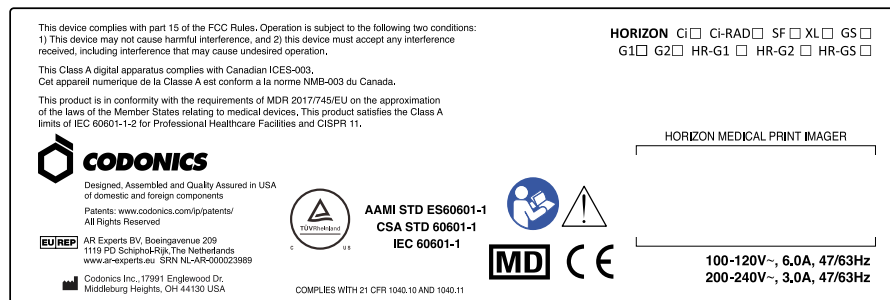 This device complies with part 15 of the FCC Rules. Operation is subject to the following two conditions:
1) This device may not cause harmful interference, and 2) this device must accept any interference
received, including interference that may cause undesired operation.
This Class A digital apparatus complies with Canadian ICES-003.
Cet appareil numerique de la Classe A est conform a la norme NMB-003 du Canada.
This product is in conformity with the requirements of MDR 2017/745/EU on the approximation
of the laws of the Member States relating to medical devices, This product satisfies the Class A
limits of IEC 60601-1-2 for Professional Healthcare Facilities and CISPR 11.
HORIZON Ci☐ Ci-RAD☐ SF☐ XL☐ GS☐
G1☐ G2☐ HR-G1 ☐ HR-G2 ☐ HR-GS ☐
HORIZON MEDICAL PRINT IMAGER
CODONICS
Designed, Assembled and Quality Assured in USA
of domestic and foreign components
Patents: www.codonics.com/ip/patents/
All Rights Reserved
EU REP
AR Experts BV, Boeingavenue 209
1119 PD Schiphol-Rijk,The Netherlands
www.ar-experts.eu SRN NL-AR-000023989
Codonics Inc.,17991 Englewood Dr.
Middleburg Heights, OH 44130 USA
TÜVRheinland
C US
AAMI STD ES60601-1
CSA STD 60601-1
IEC 60601-1
COMPLIES WITH 21 CFR 1040.10 AND 1040.11
MD CE
100-120V~, 6.0A, 47/63Hz
200-240V~, 3.0A, 47/63Hz